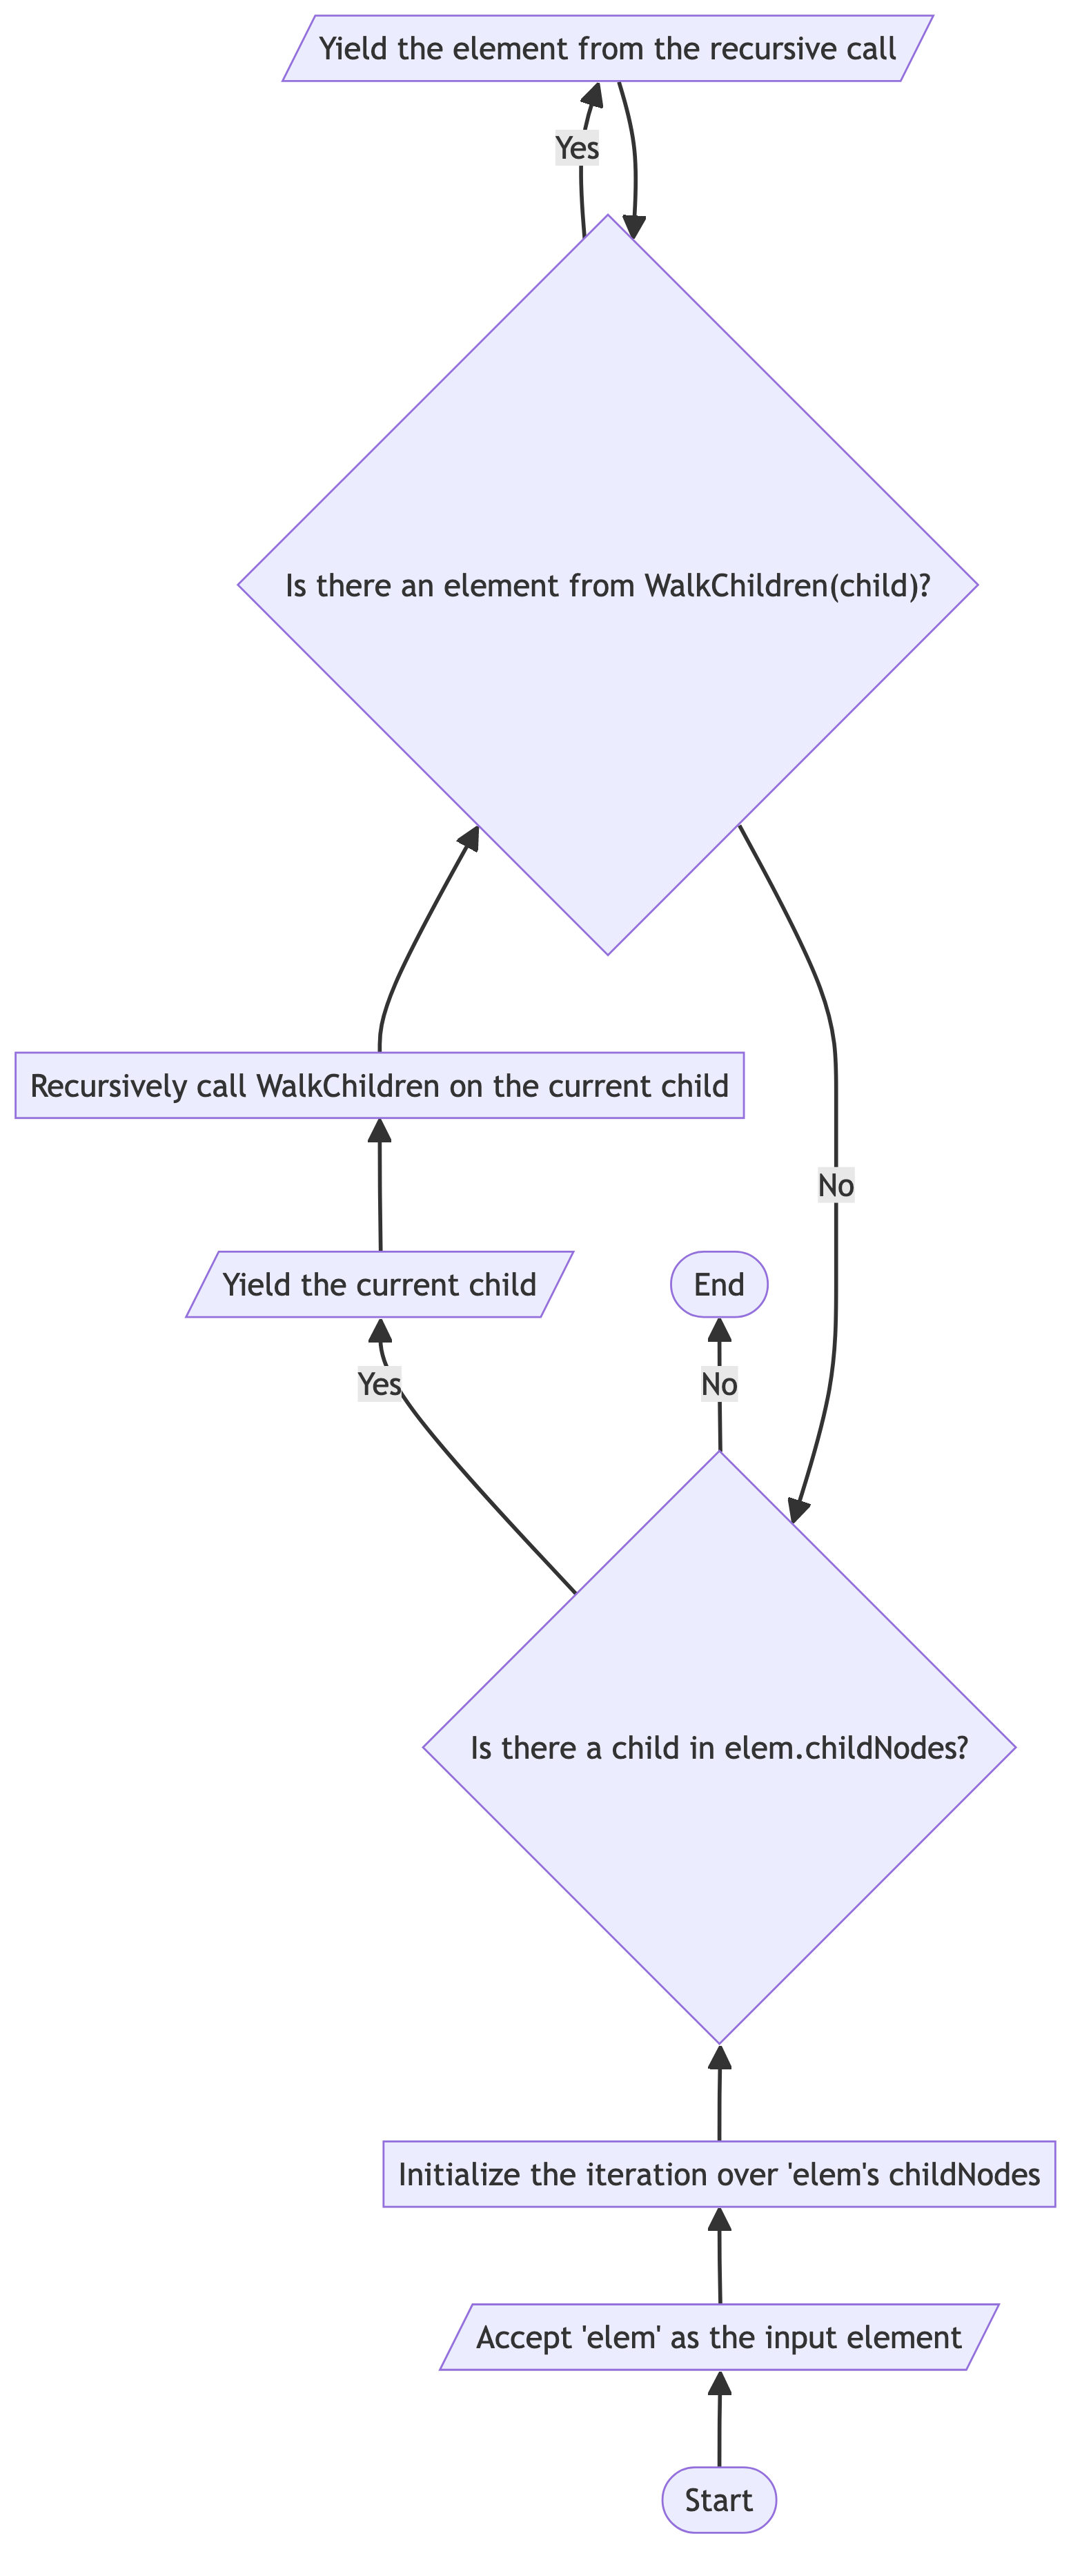 Yield the element from the recursive call
Yes
Is there an element from WalkChildren(child)?
Recursively call WalkChildren on the current child
No
Yield the current child
End
Yes
No
Is there a child in elem.childNodes?
Initialize the iteration over 'elem's childNodes
Accept 'elem' as the input element
Start